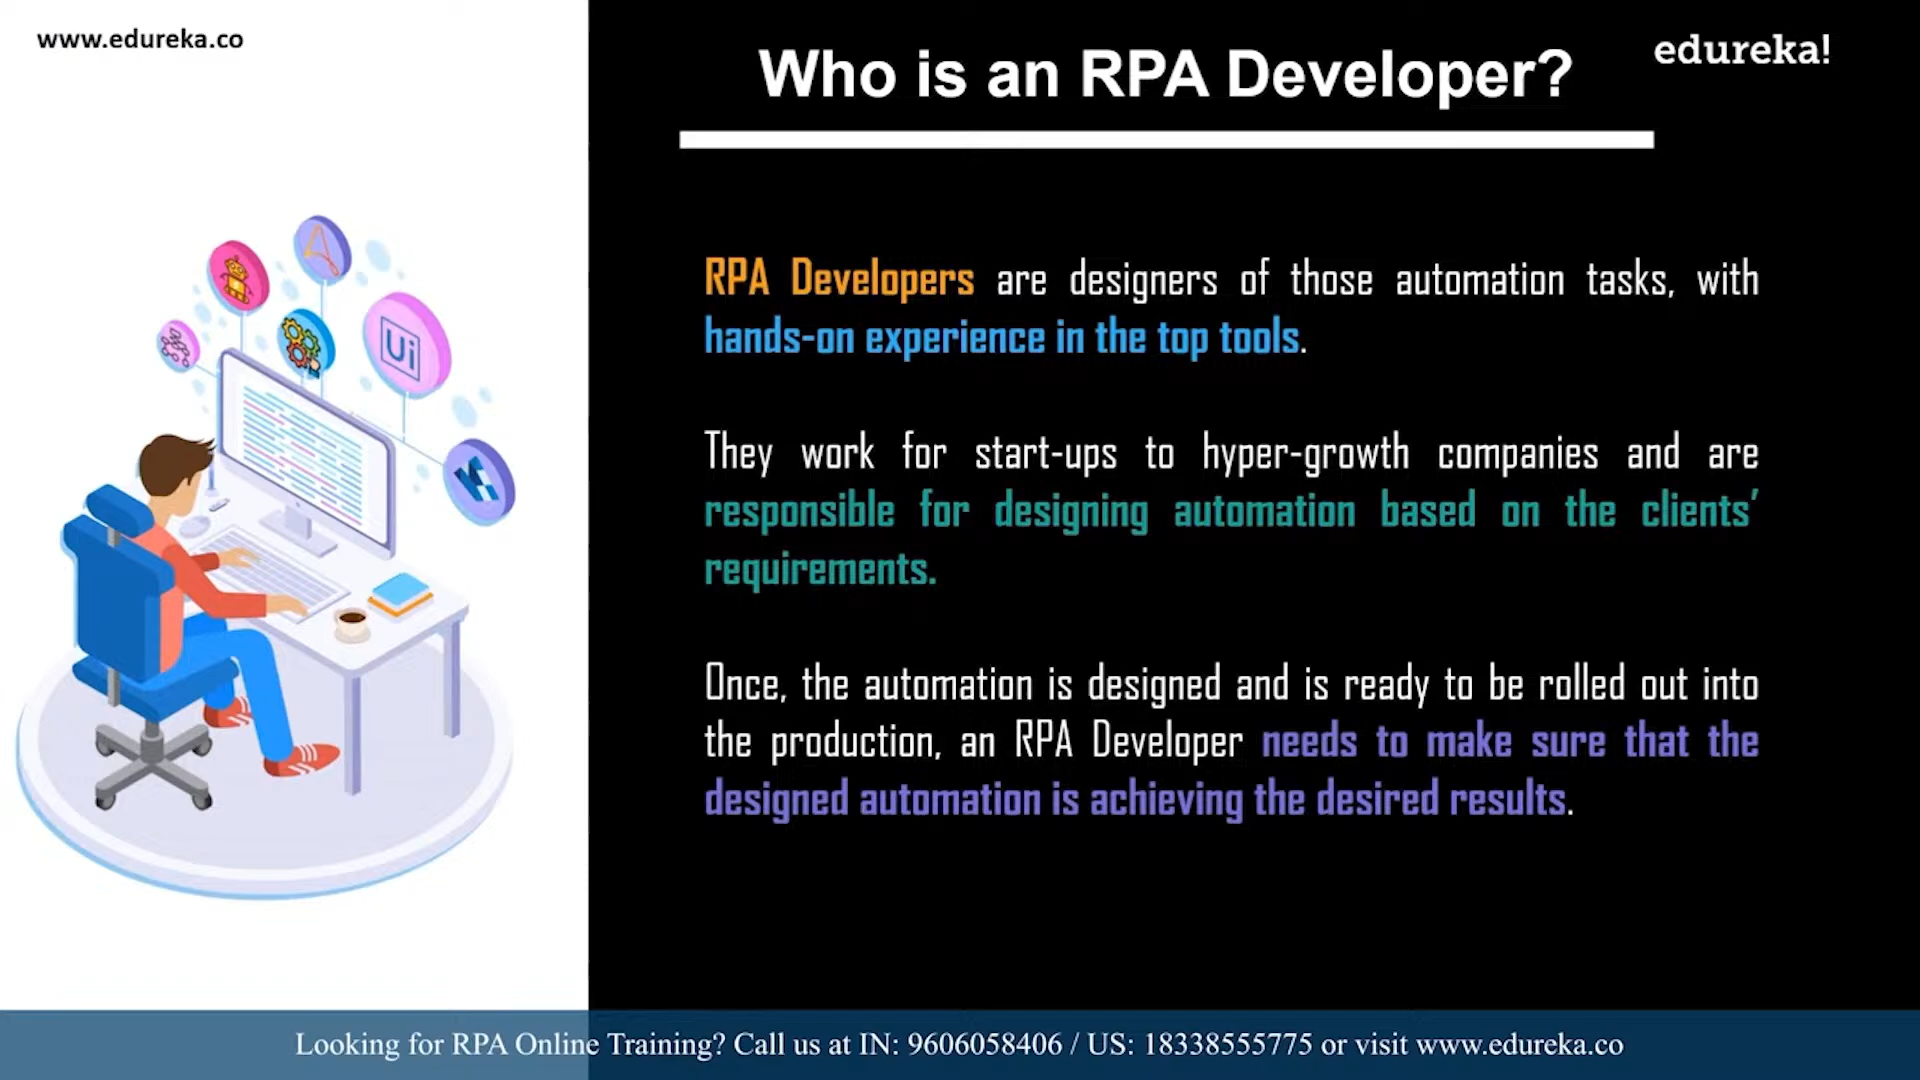 www.edureka.co
Who is an RPA Developer?
edureka!
RPA Developers are designers of those automation tasks, with
hands-on experience in the top tools.
They work for start-ups to hyper-growth companies and are
responsible for designing automation based on the clients’
requirements.
Once, the automation is designed and is ready to be rolled out into
the production, an RPA Developer needs to make sure that the
designed automation is achieving the desired results.
Ui
Looking for RPA Online Training? Call us at IN: 9606058406 / US: 18338555775 or visit www.edureka.co